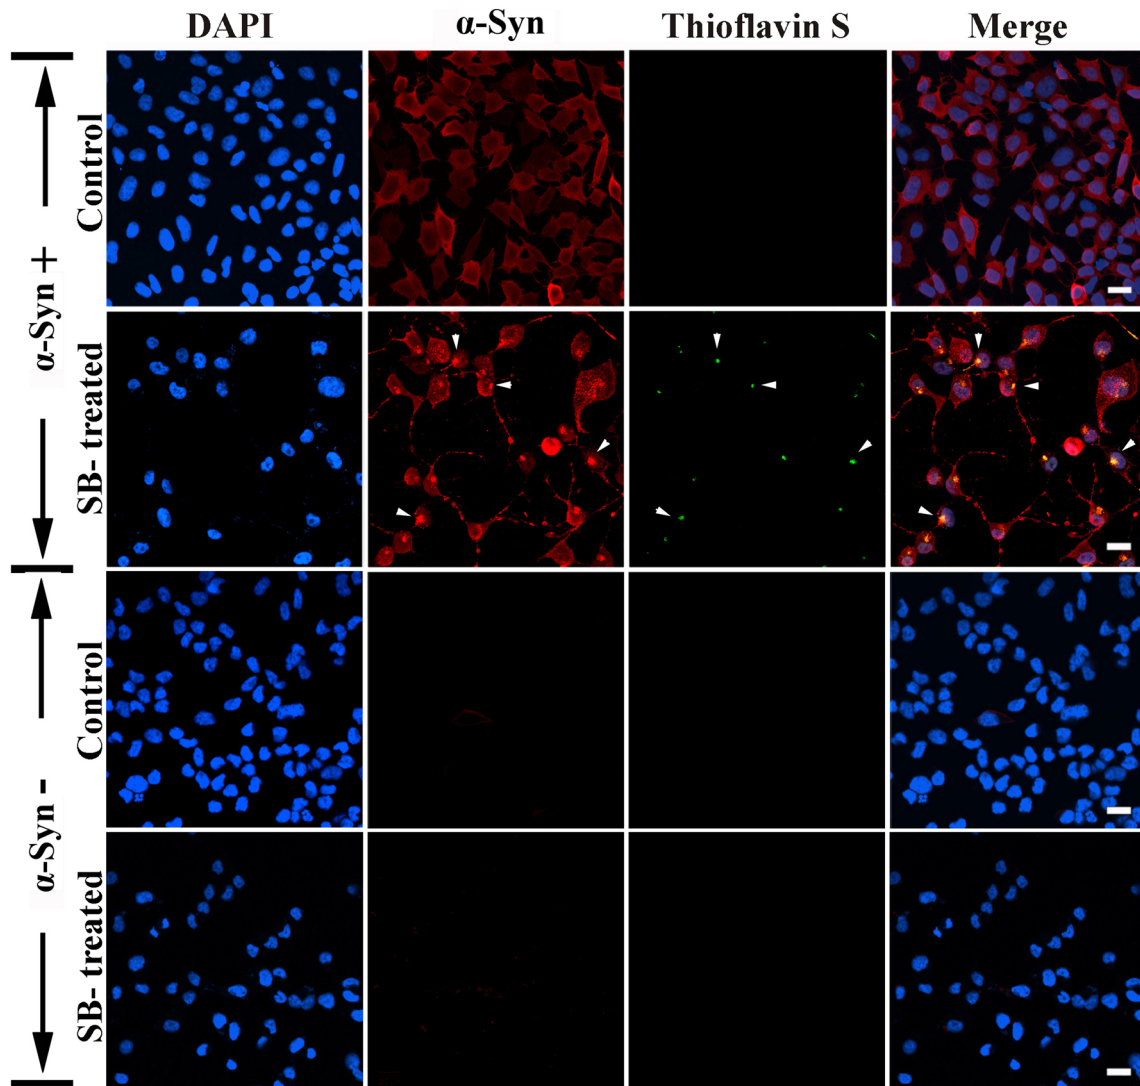 DAPI
α-Syn
Thioflavin S
Merge
α-Syn +
Control
SB- treated
α-Syn -
Control
SB- treated